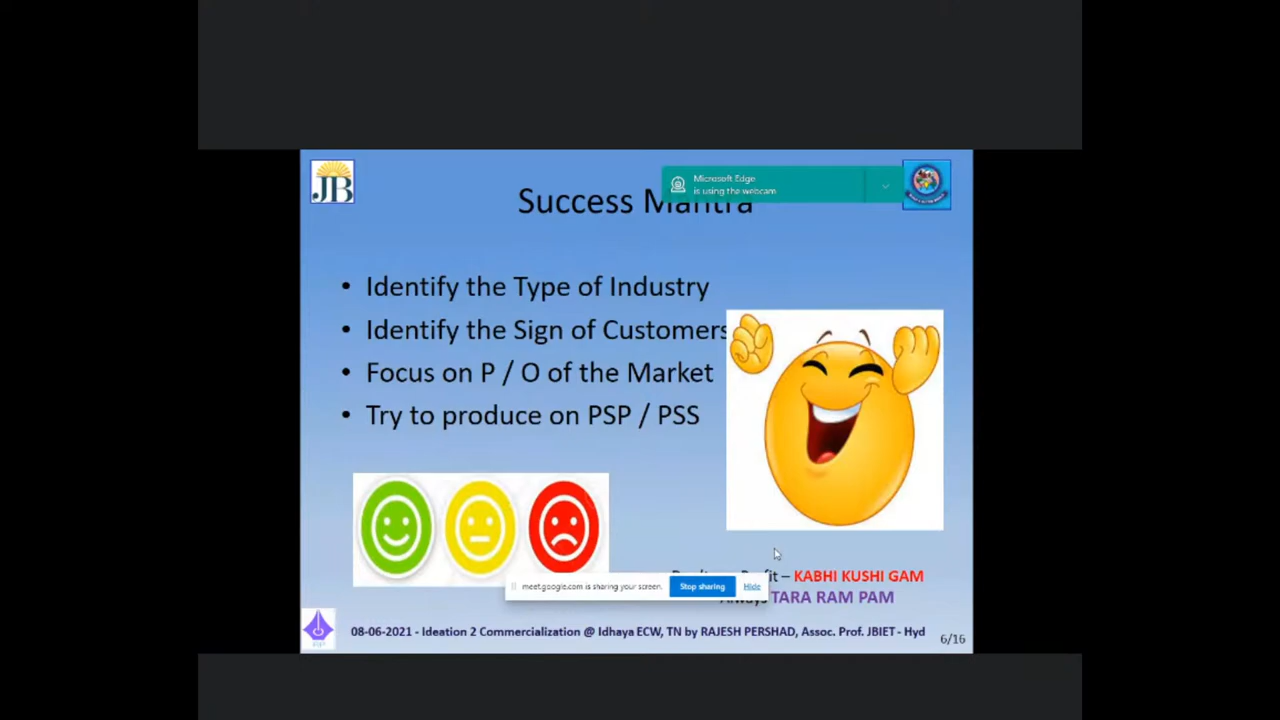 JB
Microsoft Edge
is using the webcam
Success Mantra
• Identify the Type of Industry
• Identify the Sign of Customers
• Focus on P / O of the Market
• Try to produce on PSP / PSS
– KABHI KUSHI GAM
meet.google.com is sharing your screen. Stop sharing Hide
Always TARA RAM PAM
08-06-2021 - Ideation 2 Commercialization @ Idhaya ECW, TN by RAJESH PERSHAD, Assoc. Prof. JBIET - Hyd
6/16